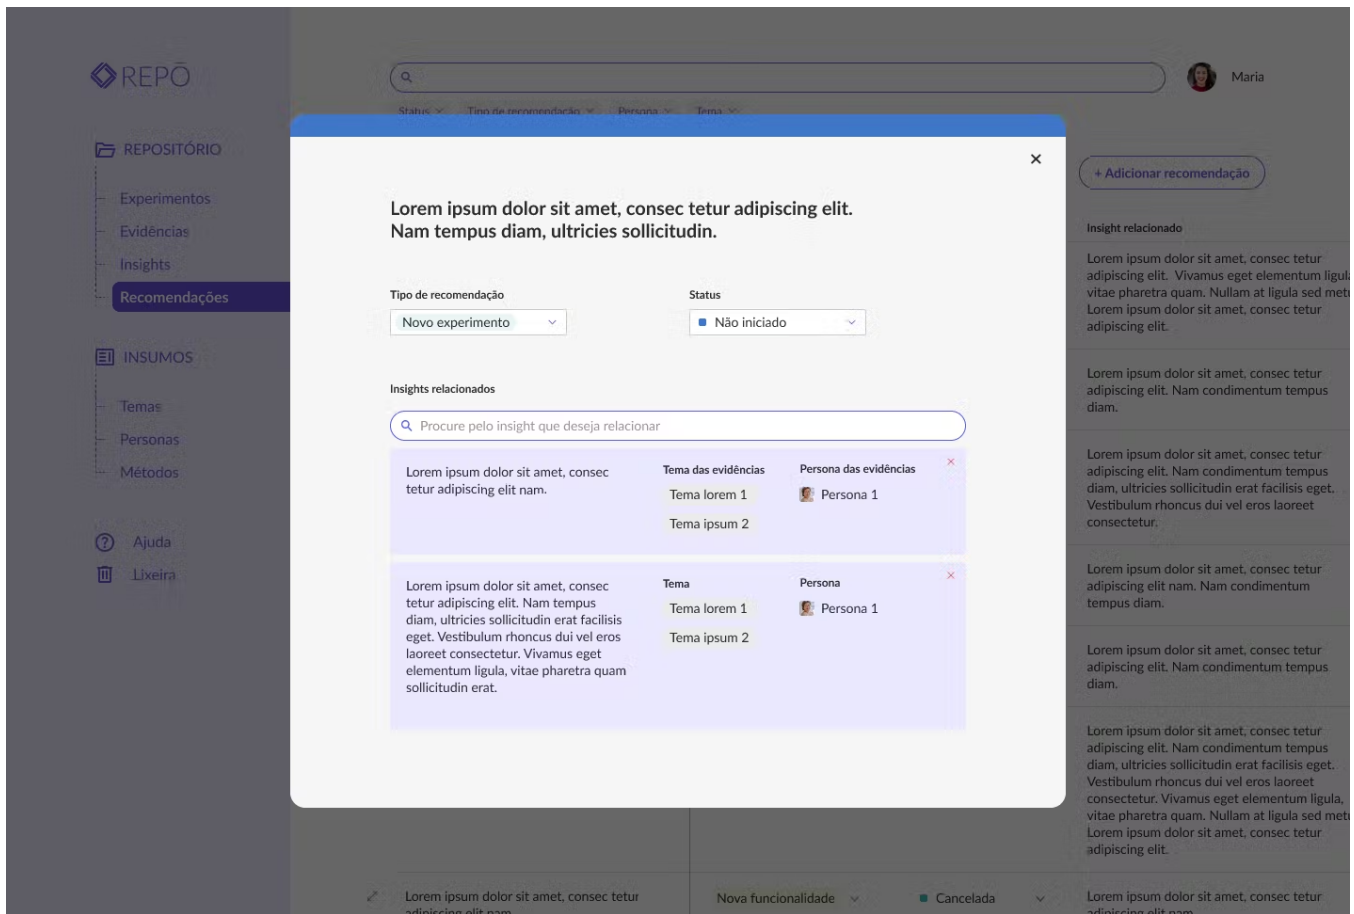 REPŌ
Maria
Status
Tipo de recomendação
Persona
Tema
REPOSITÓRIO
Experimentos
Evidências
Insights
Recomendações
INSUMOS
Temas
Personas
Métodos
Ajuda
Lixeira
Lorem ipsum dolor sit amet, consec tetur adipiscing elit.
Nam tempus diam, ultricies sollicitudin.
Tipo de recomendação
Status
Novo experimento
Não iniciado
Insights relacionados
Procure pelo insight que deseja relacionar
Lorem ipsum dolor sit amet, consec
tetur adipiscing elit nam.
Tema das evidências
Tema lorem 1
Tema ipsum 2
Persona das evidências
Persona 1
Lorem ipsum dolor sit amet, consec
tetur adipiscing elit. Nam tempus
diam, ultricies sollicitudin erat facilisis
eget. Vestibulum rhoncus dui vel eros
laoreet consectetur. Vivamus eget
elementum ligula, vitae pharetra quam
sollicitudin erat.
Tema
Tema lorem 1
Tema ipsum 2
Persona
Persona 1
+ Adicionar recomendação
Insight relacionado
Lorem ipsum dolor sit amet, consec tetur
adipiscing elit. Vivamus eget elementum ligula
vitae pharetra quam. Nullam at ligula sed metu
Lorem ipsum dolor sit amet, consec tetur
adipiscing elit.
Lorem ipsum dolor sit amet, consec tetur
adipiscing elit. Nam condimentum tempus
diam.
Lorem ipsum dolor sit amet, consec tetur
adipiscing elit. Nam condimentum tempus
diam, ultricies sollicitudin erat facilisis eget.
Vestibulum rhoncus dui vel eros laoreet
consectetur.
Lorem ipsum dolor sit amet, consec tetur
adipiscing elit nam. Nam condimentum
tempus diam.
Lorem ipsum dolor sit amet, consec tetur
adipiscing elit. Nam condimentum tempus
diam.
Lorem ipsum dolor sit amet, consec tetur
adipiscing elit. Nam condimentum tempus
diam, ultricies sollicitudin erat facilisis eget.
Vestibulum rhoncus dui vel eros laoreet
consectetur. Vivamus eget elementum ligula,
vitae pharetra quam. Nullam at ligula sed metu
Lorem ipsum dolor sit amet, consec tetur
adipiscing elit.
Lorem ipsum dolor sit amet, consec tetur
adipiscing elit nam.
Nova funcionalidade
Cancelada
Lorem ipsum dolor sit amet, consec tetur
adipiscing elit nam